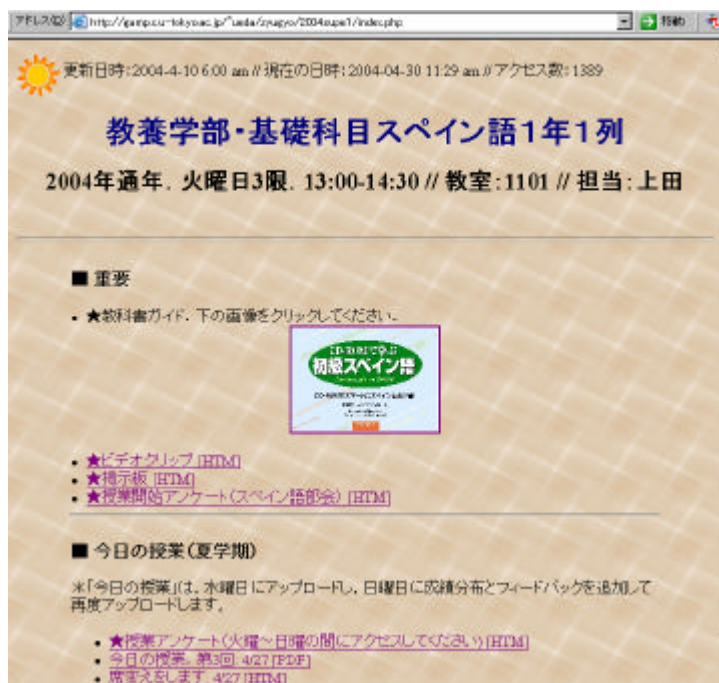 アドレス(D) http://gamp.c.u-tokyo.ac.jp/~ueda/zyugyo/2004supe1/index.php 移動
更新日時:2004-4-10 6:00 am // 現在の日時:2004-04-30 11:29 am // アクセス数:1389
教養学部・基礎科目スペイン語1年1列
2004年通年. 火曜日3限. 13:00-14:30 // 教室:1101 // 担当:上田
■ 重要
• ★教科書ガイド. 下の画像をクリックしてください.
初級スペイン語
• ★ビデオクリップ [HTM]
• ★掲示板 [HTM]
• ★授業開始アンケート(スペイン語部会) [HTM]
■ 今日の授業(夏学期)
＊「今日の授業」は, 水曜日にアップロードし, 日曜日に成績分布とフィードバックを追加して
再度アップロードします.
• ★授業アンケート(火曜～日曜の間にアクセスしてください) [HTM]
• 今日の授業. 第3回. 4/27 [PDF]
• 席替えをします. 4/27 [HTM]